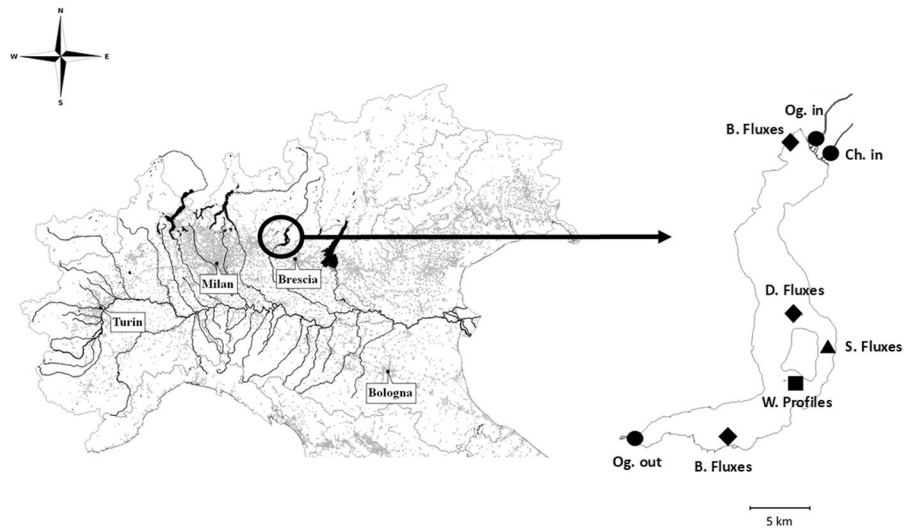 N
W
E
S
Og. in
B. Fluxes
Ch. in
Milan
Brescia
D. Fluxes
Turin
S. Fluxes
Bologna
W. Profiles
Og. out
B. Fluxes
5 km